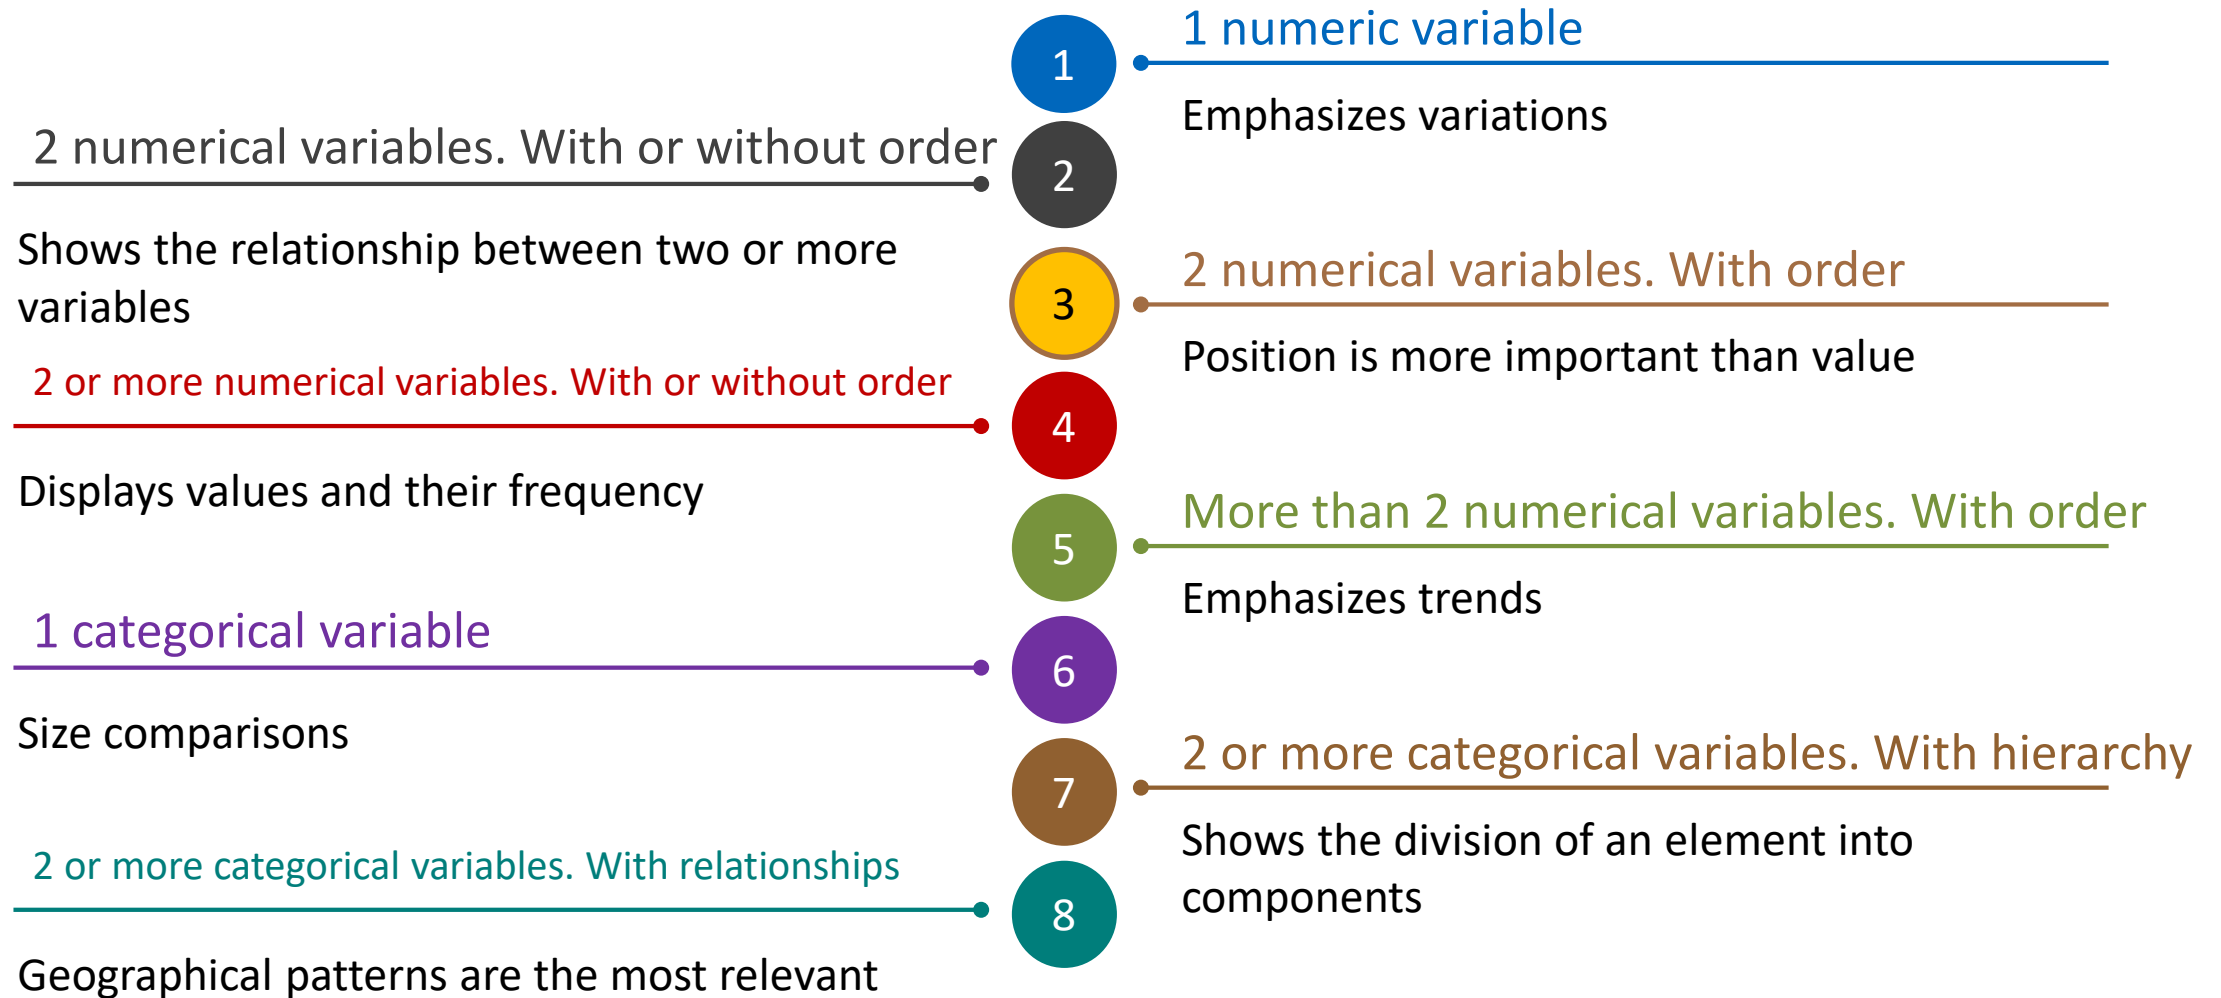 1
1 numeric variable
Emphasizes variations
2
2 numerical variables. With or without order
Shows the relationship between two or more
variables
3
2 numerical variables. With order
Position is more important than value
4
2 or more numerical variables. With or without order
Displays values and their frequency
5
More than 2 numerical variables. With order
Emphasizes trends
6
1 categorical variable
Size comparisons
7
2 or more categorical variables. With hierarchy
Shows the division of an element into
components
8
2 or more categorical variables. With relationships
Geographical patterns are the most relevant